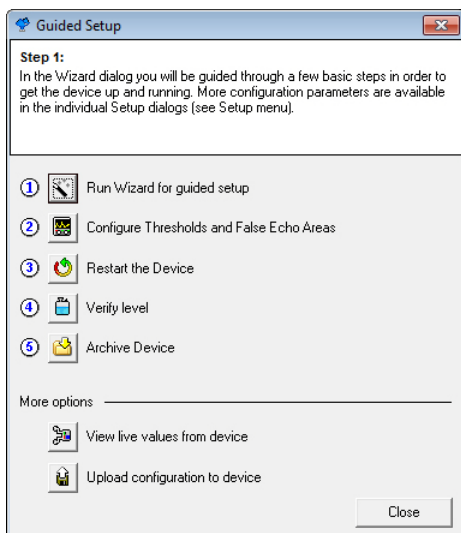 Guided Setup
Step 1:
In the Wizard dialog you will be guided through a few basic steps in order to
get the device up and running. More configuration parameters are available
in the individual Setup dialogs (see Setup menu).
1 Run Wizard for guided setup
2 Configure Thresholds and False Echo Areas
3 Restart the Device
4 Verify level
5 Archive Device
More options
View live values from device
Upload configuration to device
Close